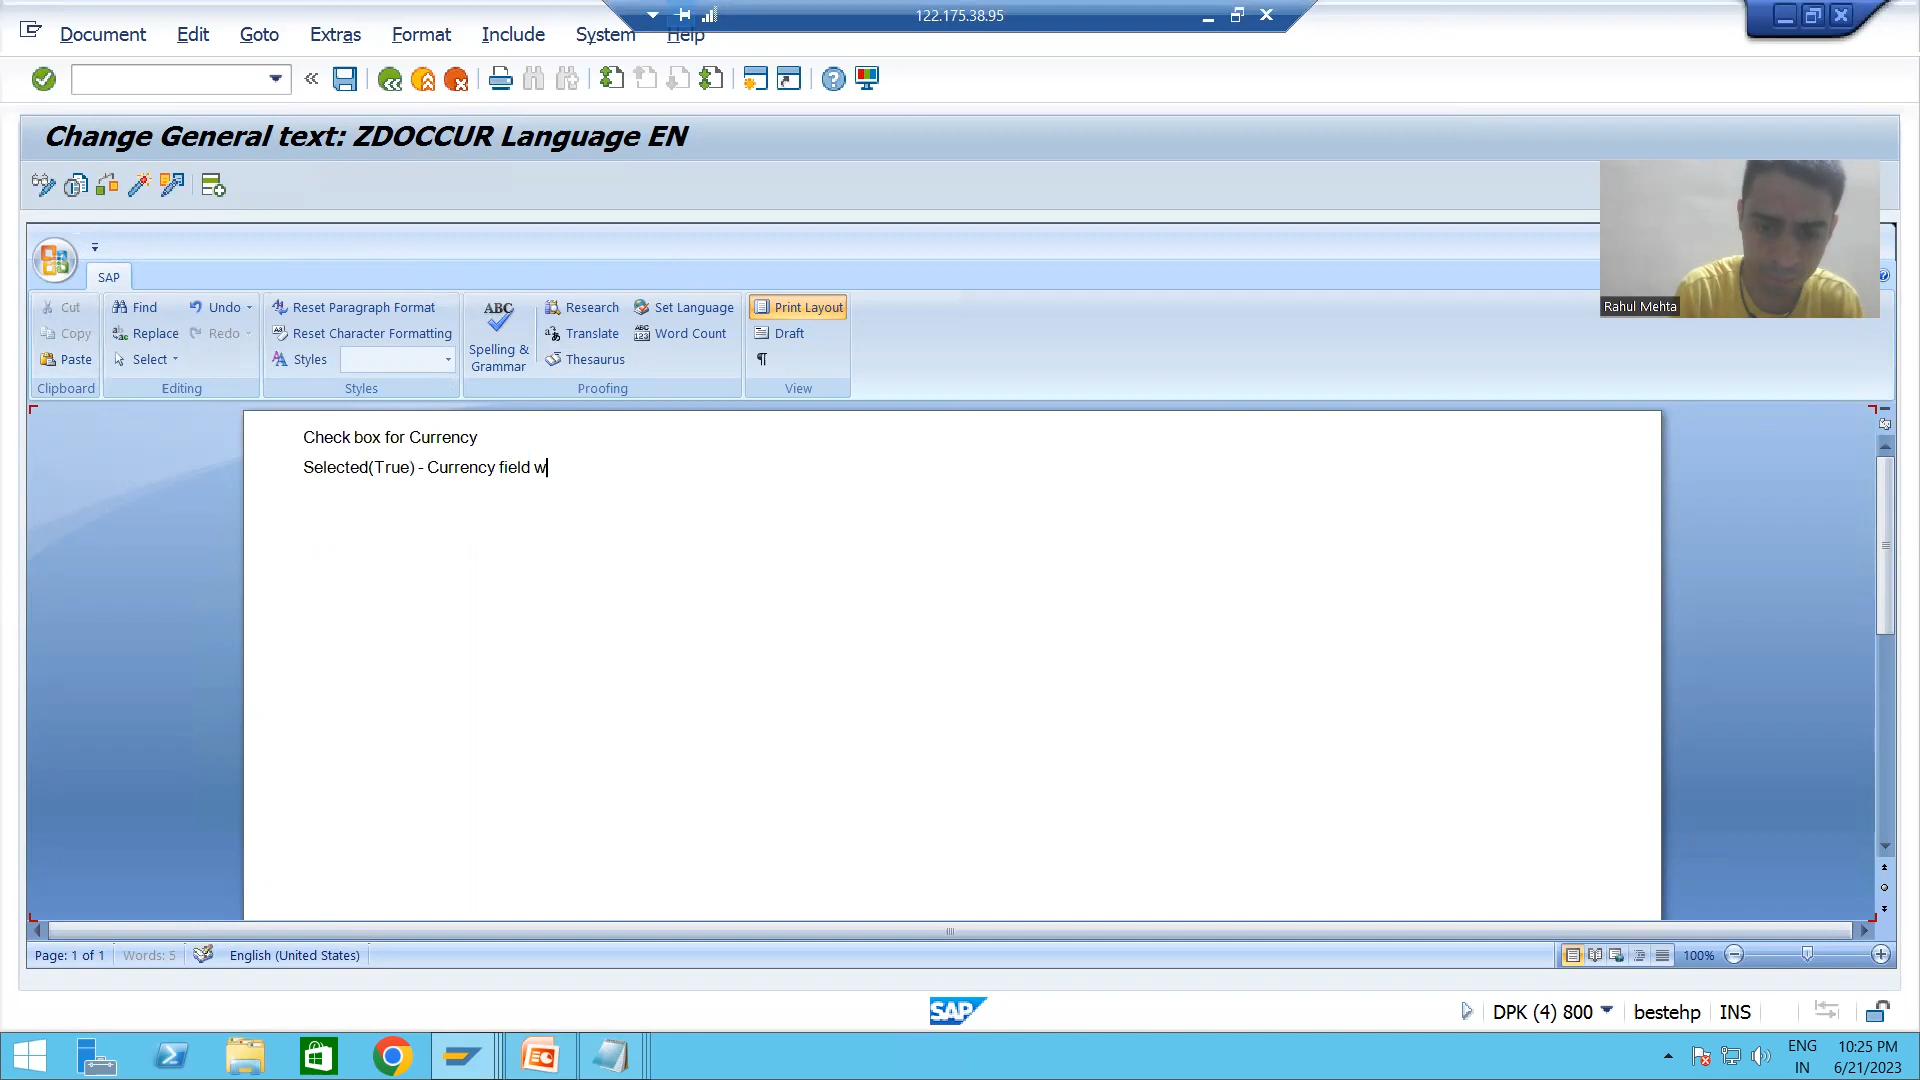 122.175.38.95
Document Edit Goto Extras Format Include System Help
Change General text: ZDOCCUR Language EN
Rahul Mehta
SAP
Cut Find Undo Reset Paragraph Format ABC Research Set Language Print Layout
Copy Replace Redo Reset Character Formatting Translate Word Count Draft
Paste Select Styles Spelling & Grammar Thesaurus
Clipboard Editing Styles Proofing View
Check box for Currency
Selected(True) - Currency field w
Page: 1 of 1 Words: 5 English (United States) 100%
SAP DPK (4) 800 bestehp INS
ENG 10:25 PM
IN 6/21/2023